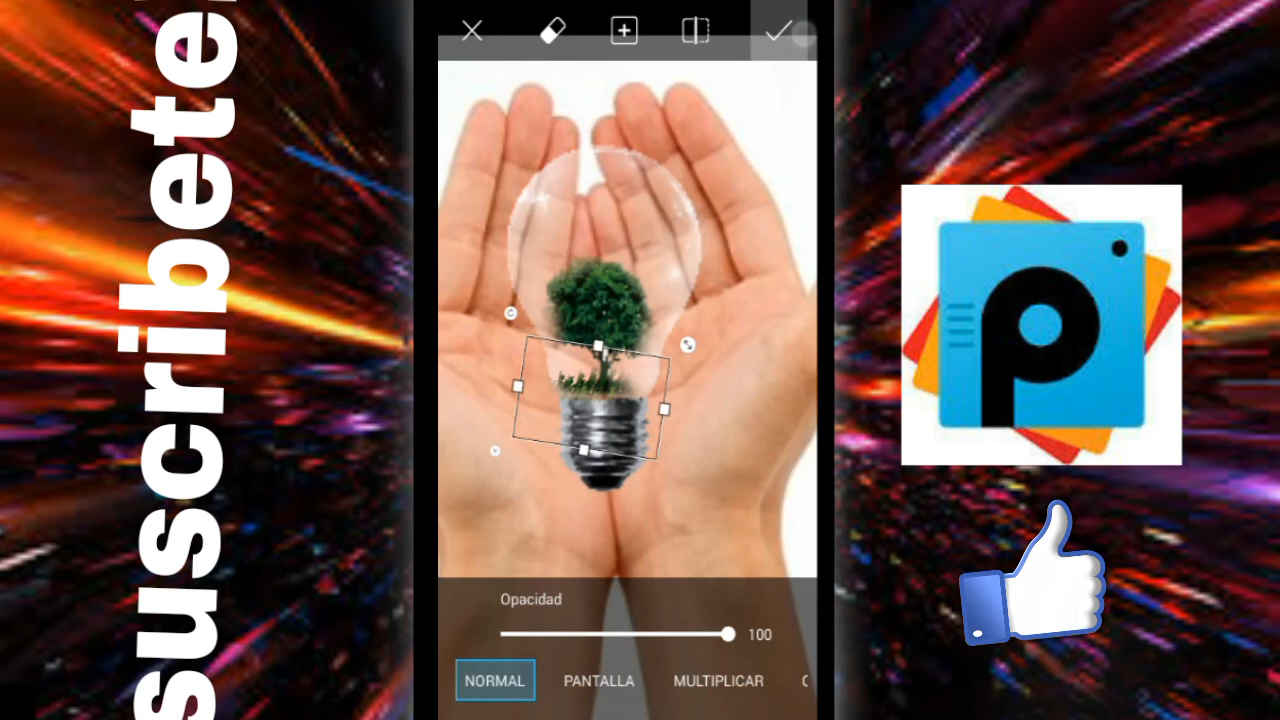 suscribete
Opacidad
100
NORMAL
PANTALLA
MULTIPLICAR